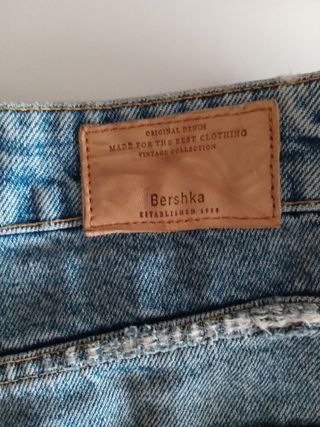 ORIGINAL DENIM
MADE FOR THE BEST CLOTHING
VINTAGE COLLECTION
Bershka
ESTABLISHED 1998